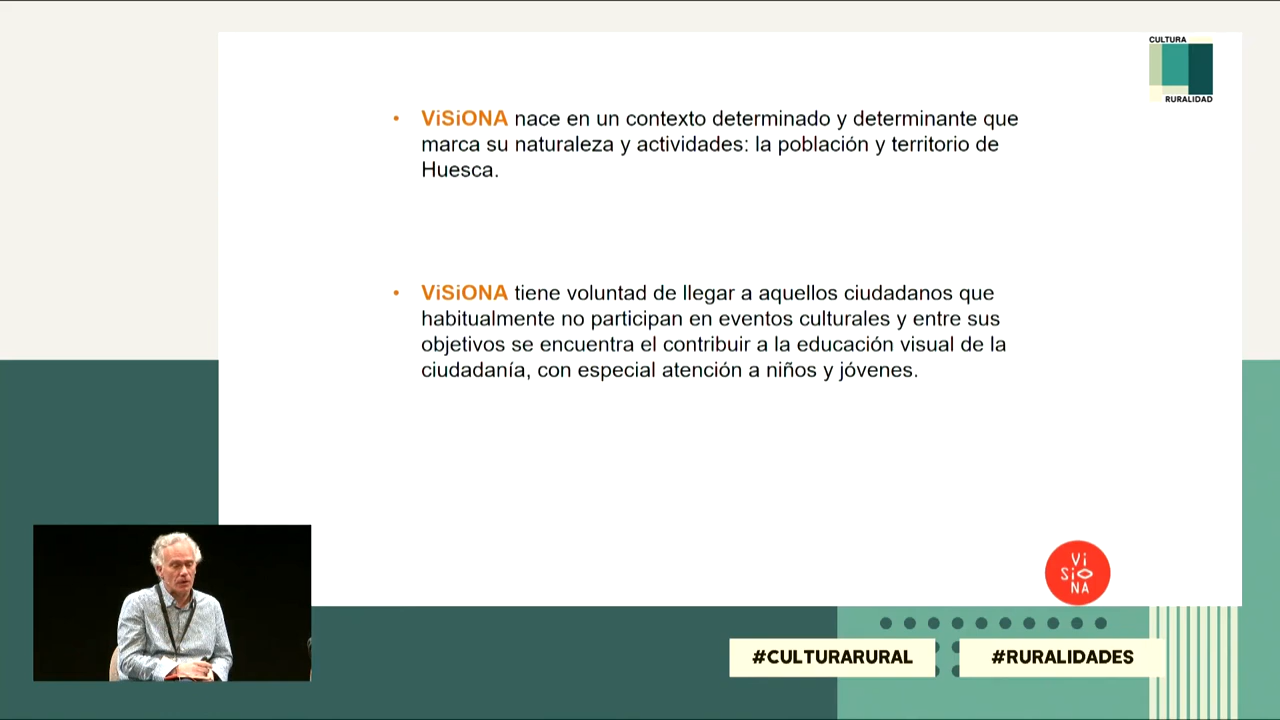 CULTURA
RURALIDAD
• ViSiONA nace en un contexto determinado y determinante que
marca su naturaleza y actividades: la población y territorio de
Huesca.
• ViSiONA tiene voluntad de llegar a aquellos ciudadanos que
habitualmente no participan en eventos culturales y entre sus
objetivos se encuentra el contribuir a la educación visual de la
ciudadanía, con especial atención a niños y jóvenes.
Vi
Si
NA
#CULTURARURAL
#RURALIDADES